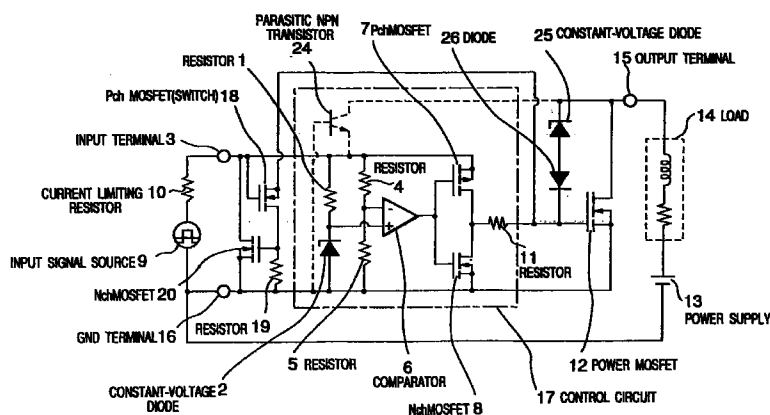 PARASITIC NPN
TRANSISTOR
24
7 PchMOSFET
26 DIODE
25 CONSTANT-VOLTAGE DIODE
15 OUTPUT TERMINAL
RESISTOR 1
14 LOAD
Pch MOSFET(SWITCH) 18
INPUT TERMINAL 3
RESISTOR
4
10 CURRENT LIMITING
RESISTOR
-
+
11
RESISTOR
INPUT SIGNAL SOURCE 9
NchMOSFET 20
RESISTOR 19
GND TERMINAL 16
13
POWER SUPPLY
5 RESISTOR
6
COMPARATOR
12 POWER MOSFET
CONSTANT-VOLTAGE 2
DIODE
17 CONTROL CIRCUIT
NchMOSFET 8